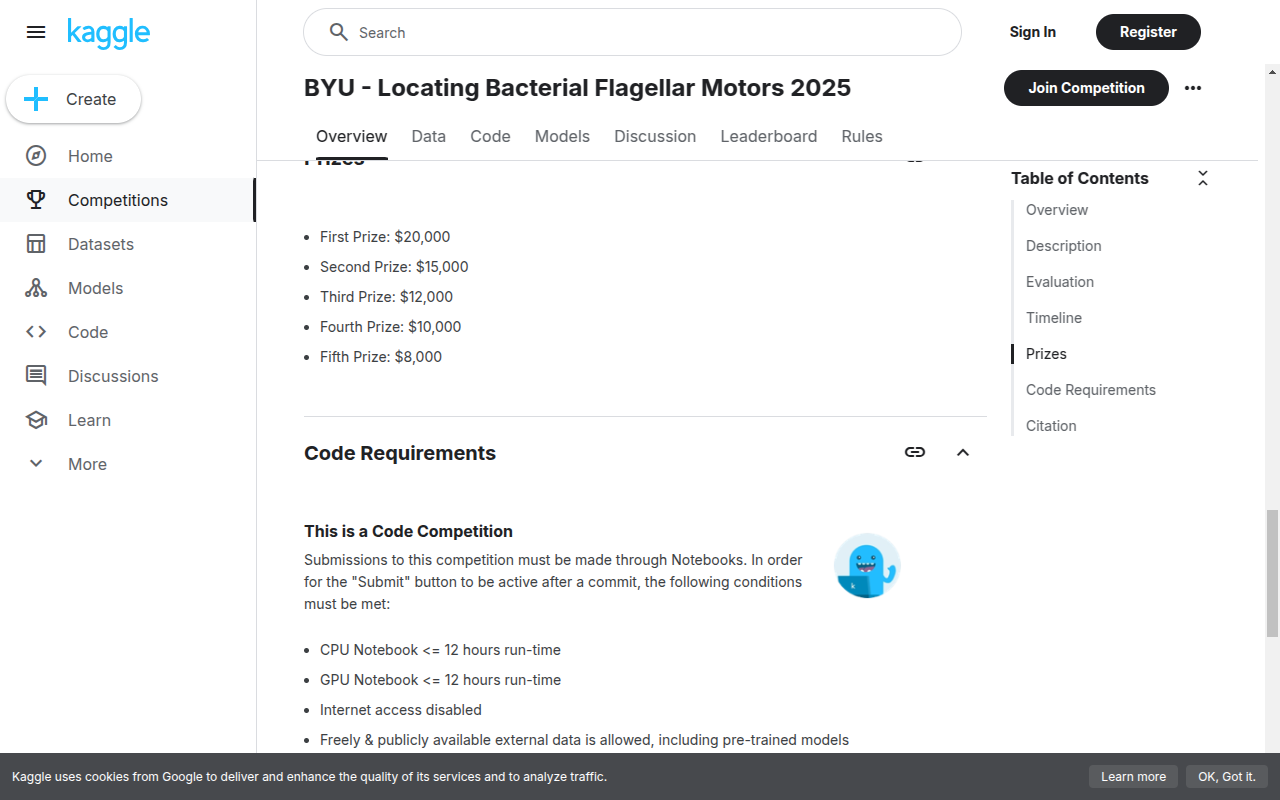 kaggle
Search
Sign In
Register
Create
Home
Competitions
Datasets
Models
Code
Discussions
Learn
More
BYU - Locating Bacterial Flagellar Motors 2025
Join Competition
Overview
Data
Code
Models
Discussion
Leaderboard
Rules
Prizes
First Prize: $20,000
Second Prize: $15,000
Third Prize: $12,000
Fourth Prize: $10,000
Fifth Prize: $8,000
Code Requirements
This is a Code Competition
Submissions to this competition must be made through Notebooks. In order
for the "Submit" button to be active after a commit, the following conditions
must be met:
CPU Notebook <= 12 hours run-time
GPU Notebook <= 12 hours run-time
Internet access disabled
Freely & publicly available external data is allowed, including pre-trained models
Table of Contents
Overview
Description
Evaluation
Timeline
Prizes
Code Requirements
Citation
Kaggle uses cookies from Google to deliver and enhance the quality of its services and to analyze traffic.
Learn more
OK, Got it.